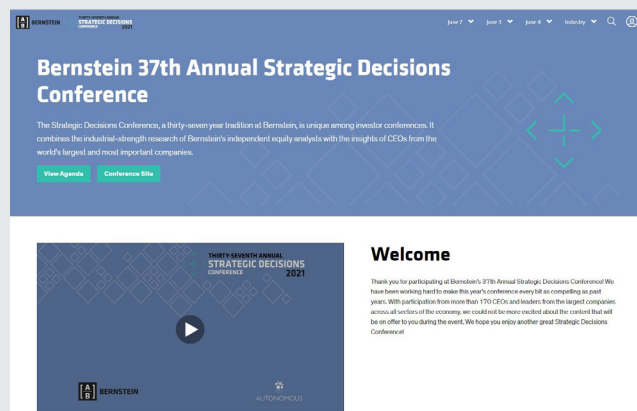 A B BERNSTEIN THIRTY-SEVENTH ANNUAL STRATEGIC DECISIONS CONFERENCE 2021 June 2 June 3 June 4 Industry
Bernstein 37th Annual Strategic Decisions
Conference
The Strategic Decisions Conference, a thirty-seven year tradition at Bernstein, is unique among investor conferences. It
combines the industrial-strength research of Bernstein's independent equity analysts with the insights of CEOs from the
world's largest and most important companies.
View Agenda Conference Site
THIRTY-SEVENTH ANNUAL
STRATEGIC DECISIONS
CONFERENCE 2021
A B BERNSTEIN
AUTONOMOUS
Welcome
Thank you for participating at Bernstein's 37th Annual Strategic Decisions Conference! We
have been working hard to make this year's conference every bit as compelling as past
years. With participation from more than 170 CEOs and leaders from the largest companies
across all sectors of the economy, we could not be more excited about the content that will
be on offer to you during the event. We hope you enjoy another great Strategic Decisions
Conference!